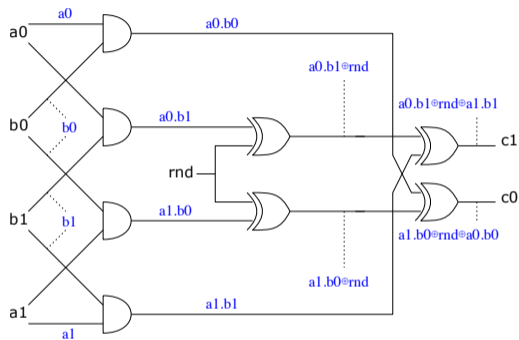 a0
a0
a0.b0
a0.b1⊕rnd
a0.b1⊕rnd⊕a1.b1
b0
b0
a0.b1
c1
rnd
b1
b1
a1.b0
c0
a1.b0⊕rnd⊕a0.b0
a1.b0⊕rnd
a1
a1
a1.b1